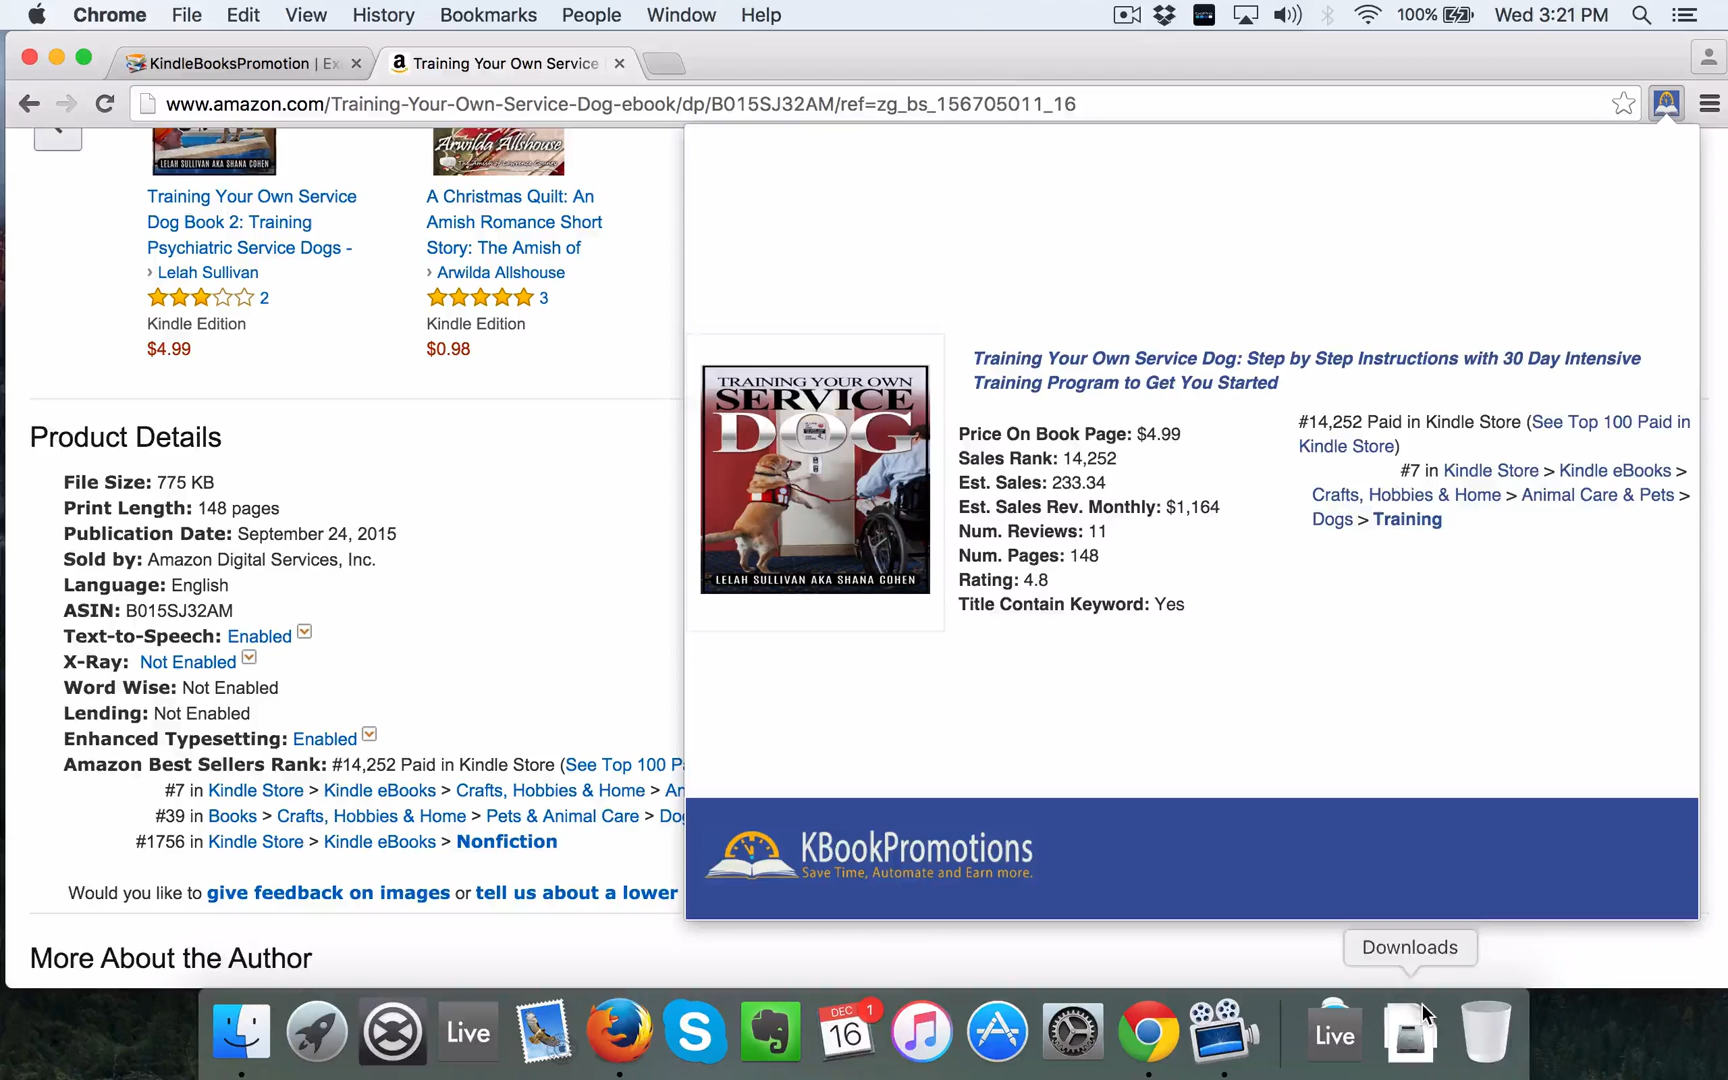 Chrome File Edit View History Bookmarks People Window Help 100% Wed 3:21 PM
KindleBooksPromotion | Ex
Training Your Own Service
www.amazon.com/Training-Your-Own-Service-Dog-ebook/dp/B015SJ32AM/ref=zg_bs_156705011_16
LELAH SULLIVAN AKA SHANA COHEN
Training Your Own Service
Dog Book 2: Training
Psychiatric Service Dogs -
› Lelah Sullivan
2
Kindle Edition
$4.99
Arwilda Allshouse
A Christmas Quilt: An
Amish Romance Short
Story: The Amish of
› Arwilda Allshouse
3
Kindle Edition
$0.98
Product Details
File Size: 775 KB
Print Length: 148 pages
Publication Date: September 24, 2015
Sold by: Amazon Digital Services, Inc.
Language: English
ASIN: B015SJ32AM
Text-to-Speech: Enabled
X-Ray: Not Enabled
Word Wise: Not Enabled
Lending: Not Enabled
Enhanced Typesetting: Enabled
Amazon Best Sellers Rank: #14,252 Paid in Kindle Store (See Top 100 P
#7 in Kindle Store > Kindle eBooks > Crafts, Hobbies & Home > An
#39 in Books > Crafts, Hobbies & Home > Pets & Animal Care > Do
#1756 in Kindle Store > Kindle eBooks > Nonfiction
Would you like to give feedback on images or tell us about a lower
More About the Author
TRAINING YOUR OWN
SERVICE
DOG
LELAH SULLIVAN AKA SHANA COHEN
Training Your Own Service Dog: Step by Step Instructions with 30 Day Intensive
Training Program to Get You Started
Price On Book Page: $4.99
Sales Rank: 14,252
Est. Sales: 233.34
Est. Sales Rev. Monthly: $1,164
Num. Reviews: 11
Num. Pages: 148
Rating: 4.8
Title Contain Keyword: Yes
#14,252 Paid in Kindle Store (See Top 100 Paid in
Kindle Store)
#7 in Kindle Store > Kindle eBooks >
Crafts, Hobbies & Home > Animal Care & Pets >
Dogs > Training
KBookPromotions
Save Time, Automate and Earn more.
Downloads
Live
DEC
16
1
Live